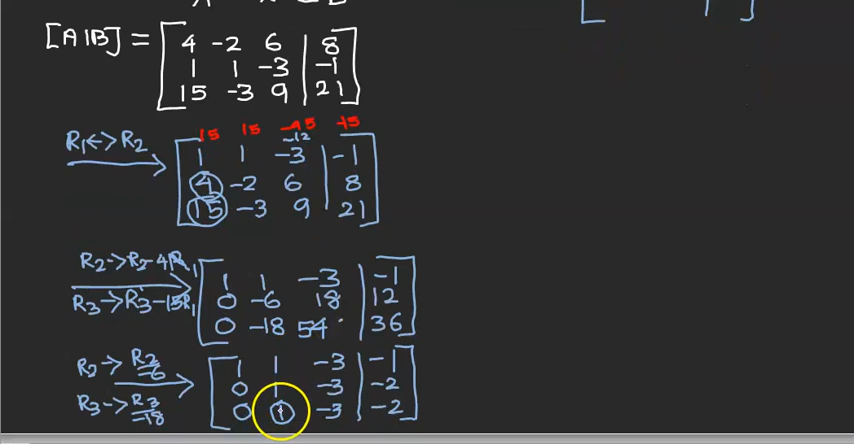 [A|B] = [ 4 -2 6 | 8 ]
[ 1 1 -3 | -1 ]
[ 15 -3 9 | 21 ]
15 15 -45 -15
-12
R1<->R2 [ 1 1 -3 | -1 ]
[ 4 -2 6 | 8 ]
[ 15 -3 9 | 21 ]
R2->R2-4R1 [ 1 1 -3 | -1 ]
[ 0 -6 18 | 12 ]
R3->R3-15R1 [ 0 -18 54 | 36 ]
R2->R2/-6 [ 1 1 -3 | -1 ]
[ 0 1 -3 | -2 ]
R3->R3/-18 [ 0 1 -3 | -2 ]